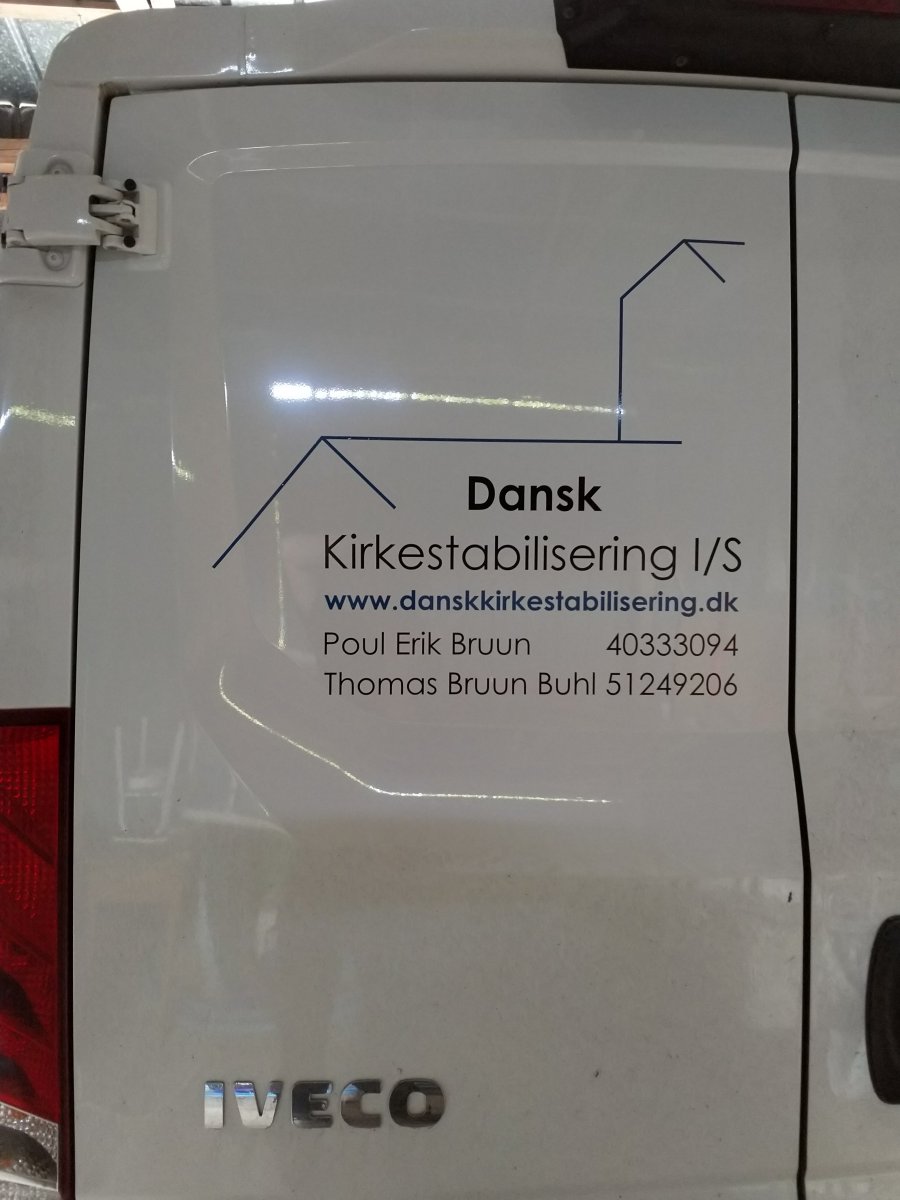 Dansk
Kirkestabilisering I/S
www.danskkirkestabilisering.dk
Poul Erik Bruun 40333094
Thomas Bruun Buhl 51249206
IVECO